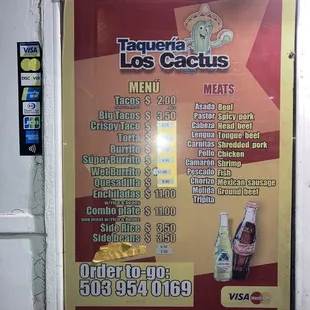 Taquería
Los Cactus
MENÚ
Tacos $ 2.00
Big Tacos $ 3.50
Crispy Taco $
Torta $
Burrito $
Super Burrito $
Wet Burrito $
Quesadilla $
Enchiladas $ 11.00
Combo plate $ 11.00
Side Rice $ 3.50
Side beans $ 3.50
MEATS
Asada Beef
Pastor Spicy pork
Cabeza Head beef
Lengua Tongue beef
Carnitas Shredded pork
Pollo Chicken
Camarón Shrimp
Pescado Fish
Chorizo Mexican sausage
Molida Ground beef
Tripita
Order to-go:
503 954 0169
VISA
VISA